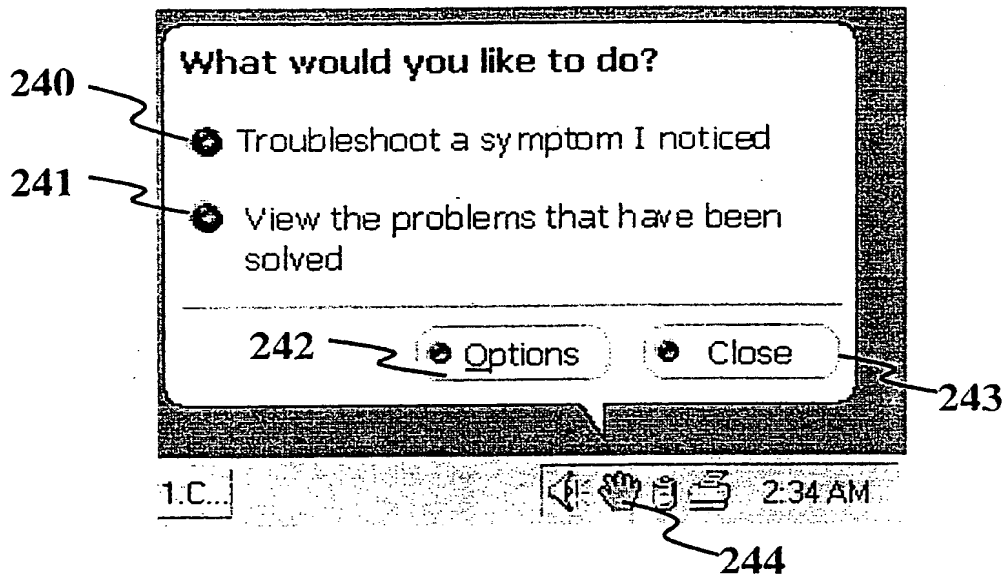 What would you like to do?
240
Troubleshoot a symptom I noticed
241
View the problems that have been
solved
242
Options
Close
243
1.C...
2:34 AM
244